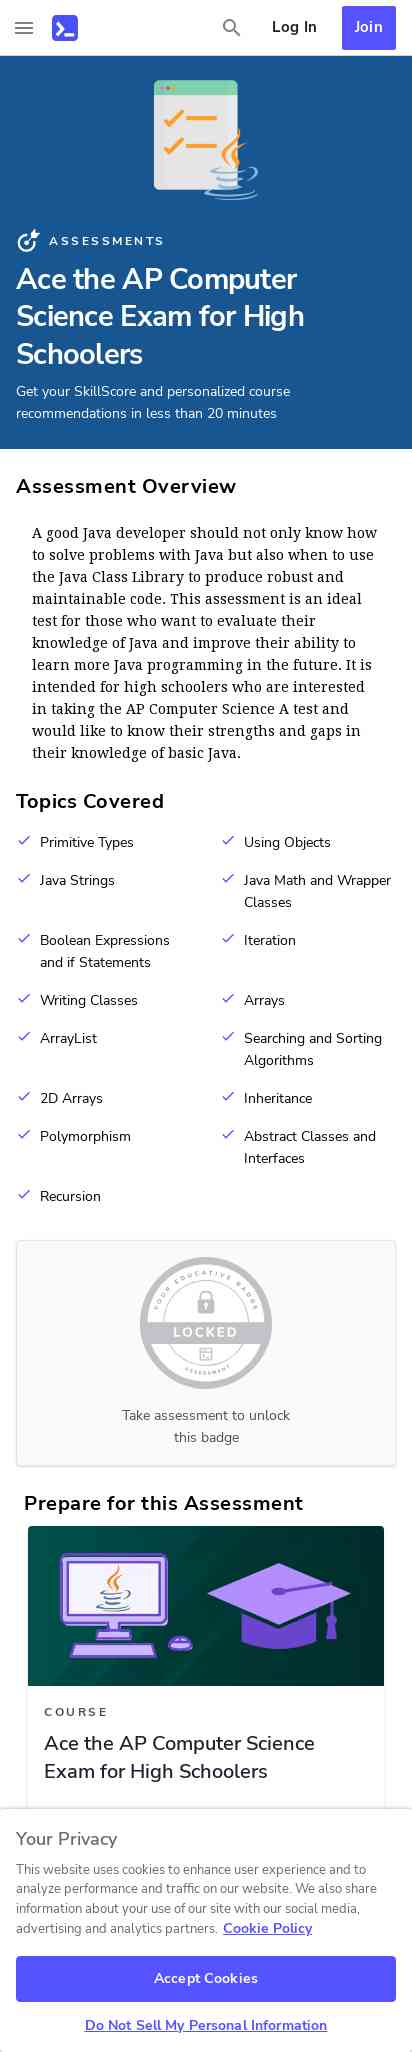 Log In
Join
ASSESSMENTS
Ace the AP Computer
Science Exam for High
Schoolers
Get your SkillScore and personalized course
recommendations in less than 20 minutes
Assessment Overview
A good Java developer should not only know how
to solve problems with Java but also when to use
the Java Class Library to produce robust and
maintainable code. This assessment is an ideal
test for those who want to evaluate their
knowledge of Java and improve their ability to
learn more Java programming in the future. It is
intended for high schoolers who are interested
in taking the AP Computer Science A test and
would like to know their strengths and gaps in
their knowledge of basic Java.
Topics Covered
Primitive Types
Using Objects
Java Strings
Java Math and Wrapper
Classes
Boolean Expressions
and if Statements
Iteration
Writing Classes
Arrays
ArrayList
Searching and Sorting
Algorithms
2D Arrays
Inheritance
Polymorphism
Abstract Classes and
Interfaces
Recursion
YOUR EDUCATIVE BADGE
LOCKED
ASSESSMENT
Take assessment to unlock
this badge
Prepare for this Assessment
COURSE
Ace the AP Computer Science
Exam for High Schoolers
Your Privacy
This website uses cookies to enhance user experience and to
analyze performance and traffic on our website. We also share
information about your use of our site with our social media,
advertising and analytics partners. Cookie Policy
Accept Cookies
Do Not Sell My Personal Information